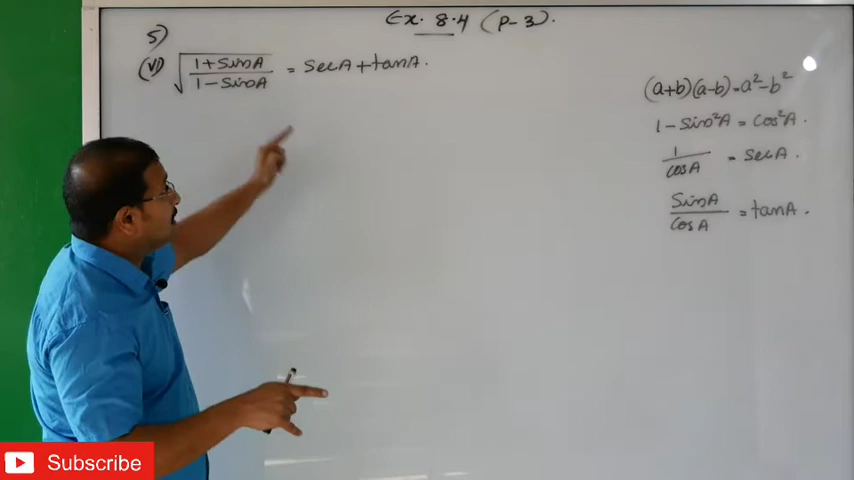 Ex. 8.4 (P-3).
5)
(vi) √(1+sinA / 1-sinA) = secA+tanA.
(a+b)(a-b)=a²-b²
1-sin²A = cos²A.
1/cosA = secA.
sinA/cosA = tanA.
Subscribe